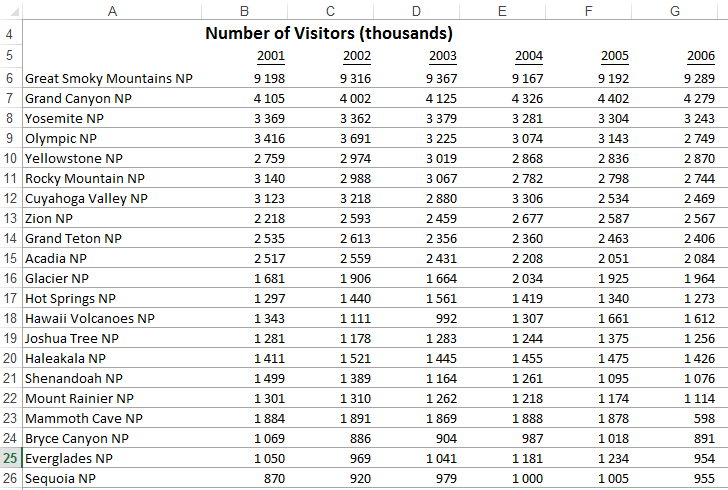 A B C D E F G
4 Number of Visitors (thousands)
5 2001 2002 2003 2004 2005 2006
6 Great Smoky Mountains NP 9 198 9 316 9 367 9 167 9 192 9 289
7 Grand Canyon NP 4 105 4 002 4 125 4 326 4 402 4 279
8 Yosemite NP 3 369 3 362 3 379 3 281 3 304 3 243
9 Olympic NP 3 416 3 691 3 225 3 074 3 143 2 749
10 Yellowstone NP 2 759 2 974 3 019 2 868 2 836 2 870
11 Rocky Mountain NP 3 140 2 988 3 067 2 782 2 798 2 744
12 Cuyahoga Valley NP 3 123 3 218 2 880 3 306 2 534 2 469
13 Zion NP 2 218 2 593 2 459 2 677 2 587 2 567
14 Grand Teton NP 2 535 2 613 2 356 2 360 2 463 2 406
15 Acadia NP 2 517 2 559 2 431 2 208 2 051 2 084
16 Glacier NP 1 681 1 906 1 664 2 034 1 925 1 964
17 Hot Springs NP 1 297 1 440 1 561 1 419 1 340 1 273
18 Hawaii Volcanoes NP 1 343 1 111 992 1 307 1 661 1 612
19 Joshua Tree NP 1 281 1 178 1 283 1 244 1 375 1 256
20 Haleakala NP 1 411 1 521 1 445 1 455 1 475 1 426
21 Shenandoah NP 1 499 1 389 1 164 1 261 1 095 1 076
22 Mount Rainier NP 1 301 1 310 1 262 1 218 1 174 1 114
23 Mammoth Cave NP 1 884 1 891 1 869 1 888 1 878 598
24 Bryce Canyon NP 1 069 886 904 987 1 018 891
25 Everglades NP 1 050 969 1 041 1 181 1 234 954
26 Sequoia NP 870 920 979 1 000 1 005 955